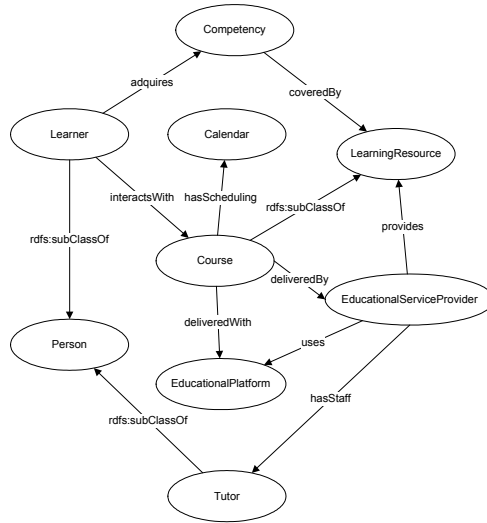 Competency
adquires
coveredBy
Learner
Calendar
LearningResource
interactsWith
hasScheduling
rdfs:subClassOf
provides
rdfs:subClassOf
Course
deliveredBy
EducationalServiceProvider
deliveredWith
Person
uses
EducationalPlatform
hasStaff
rdfs:subClassOf
Tutor